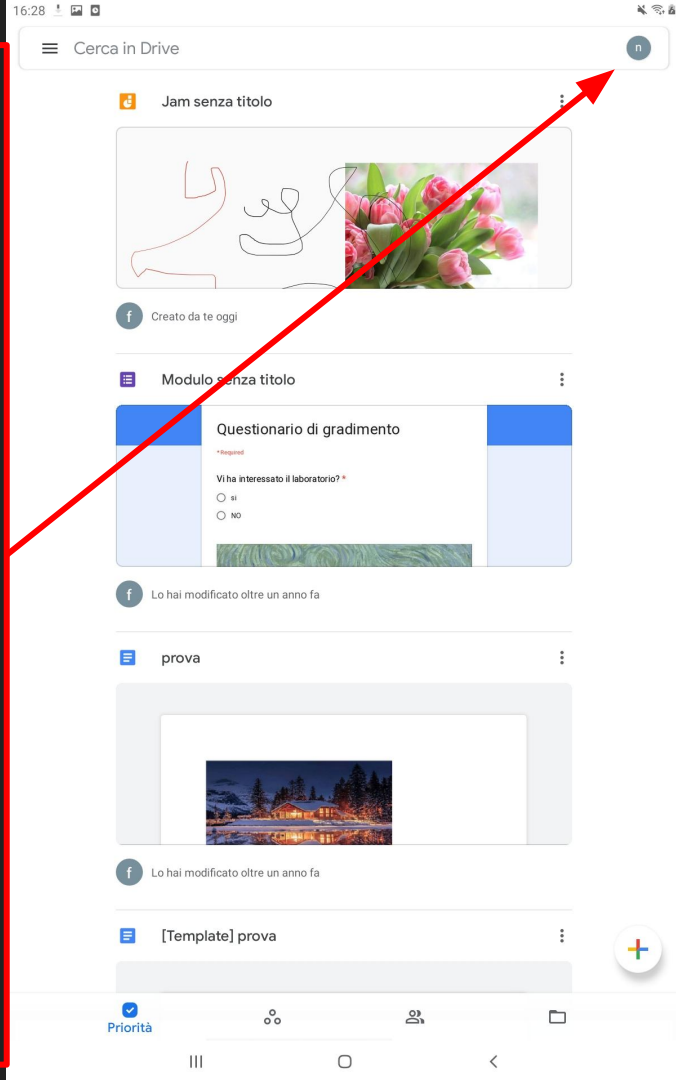 16:28
Cerca in Drive
n
Jam senza titolo
f Creato da te oggi
Modulo senza titolo
Questionario di gradimento
* Required
Vi ha interessato il laboratorio? *
si
NO
f Lo hai modificato oltre un anno fa
prova
f Lo hai modificato oltre un anno fa
[Template] prova
Priorità